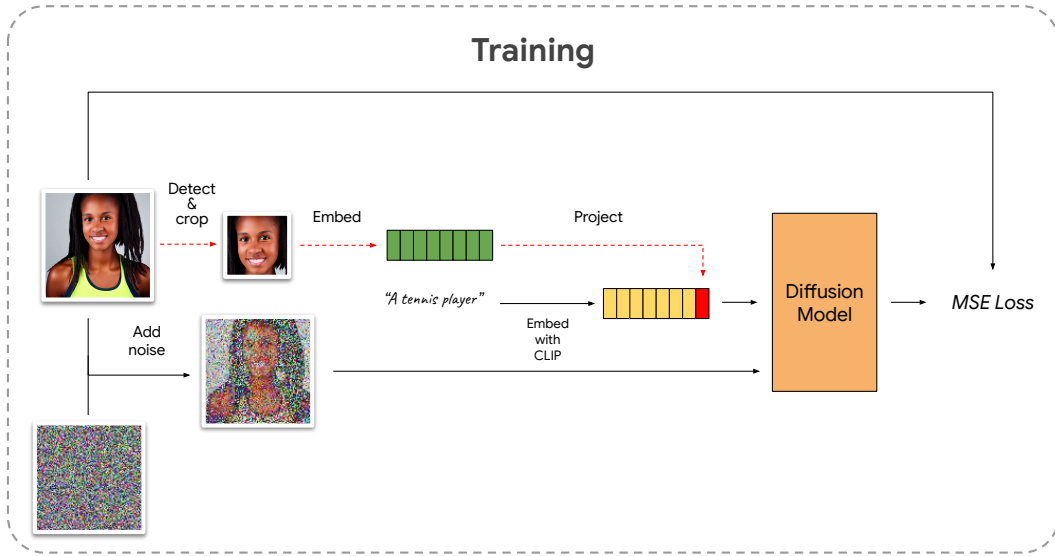 Training
Detect
&
crop
Embed
Project
“A tennis player”
Embed
with
CLIP
Diffusion
Model
MSE Loss
Add
noise